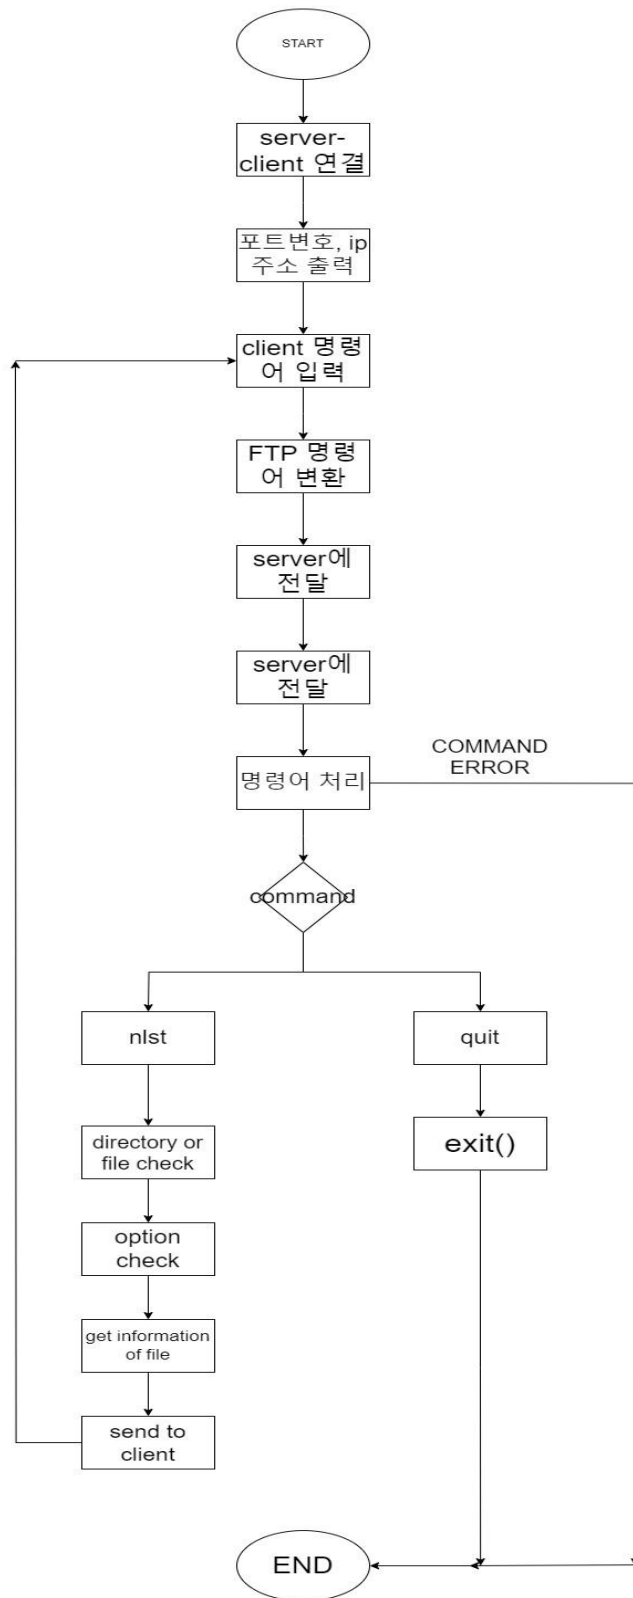 START
server-
client 연결
포트변호, ip
주소 출력
client 명령
어 입력
FTP 명령
어 변환
server에
전달
server에
전달
명령어 처리
COMMAND
ERROR
command
nlst
quit
directory or
file check
exit()
option
check
get information
of file
send to
client
END